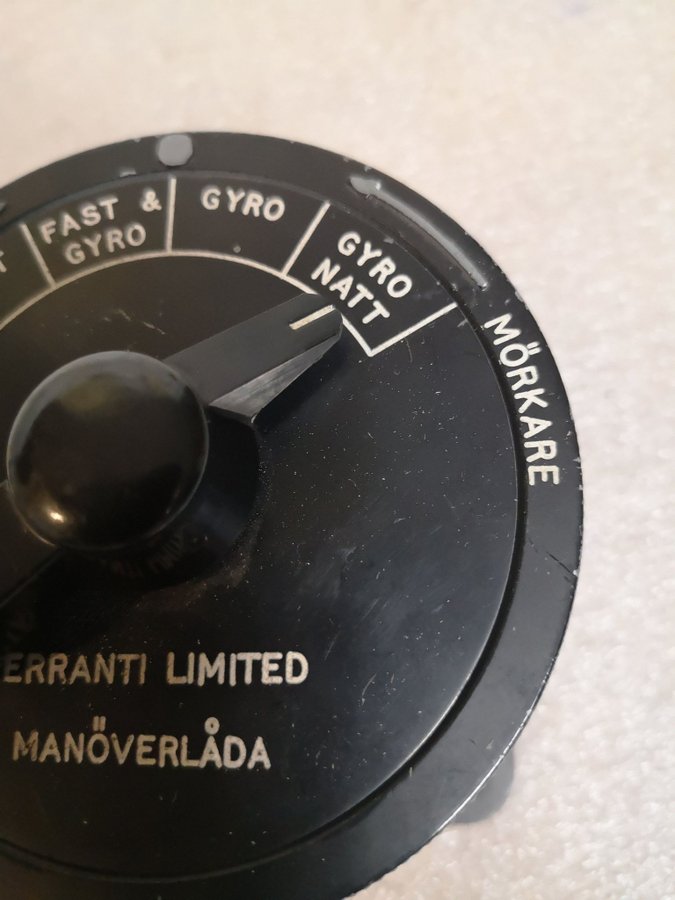 T
FAST &
GYRO
GYRO
GYRO
NATT
MÖRKARE
ERRANTI LIMITED
MANÖVERLÅDA